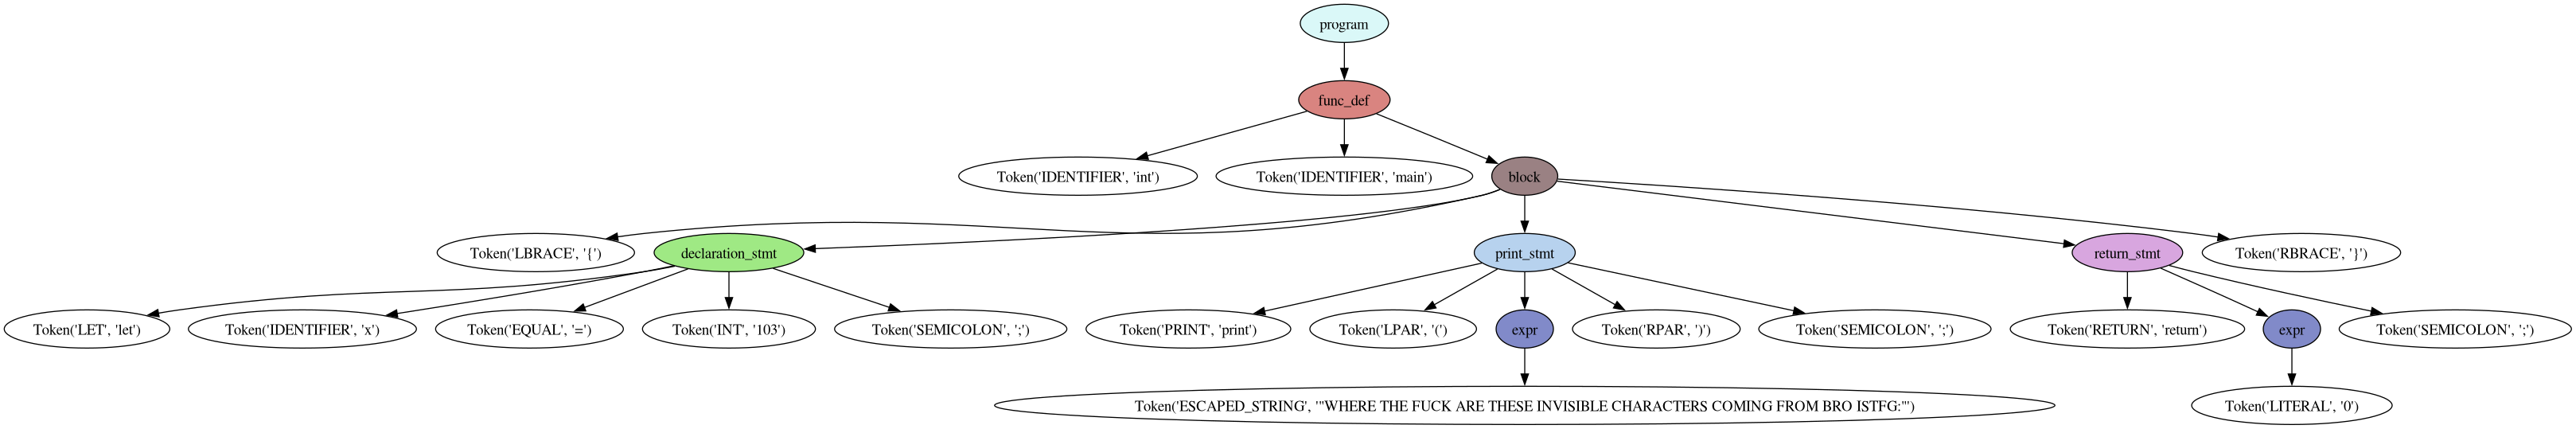 program
func_def
Token('IDENTIFIER', 'int')
Token('IDENTIFIER', 'main')
block
Token('LBRACE', '{')
declaration_stmt
print_stmt
return_stmt
Token('RBRACE', '}')
Token('LET', 'let')
Token('IDENTIFIER', 'x')
Token('EQUAL', '=')
Token('INT', '103')
Token('SEMICOLON', ';')
Token('PRINT', 'print')
Token('LPAR', '(')
expr
Token('RPAR', ')')
Token('SEMICOLON', ';')
Token('RETURN', 'return')
expr
Token('SEMICOLON', ';')
Token('ESCAPED_STRING', '"WHERE THE FUCK ARE THESE INVISIBLE CHARACTERS COMING FROM BRO ISTFG:"')
Token('LITERAL', '0')